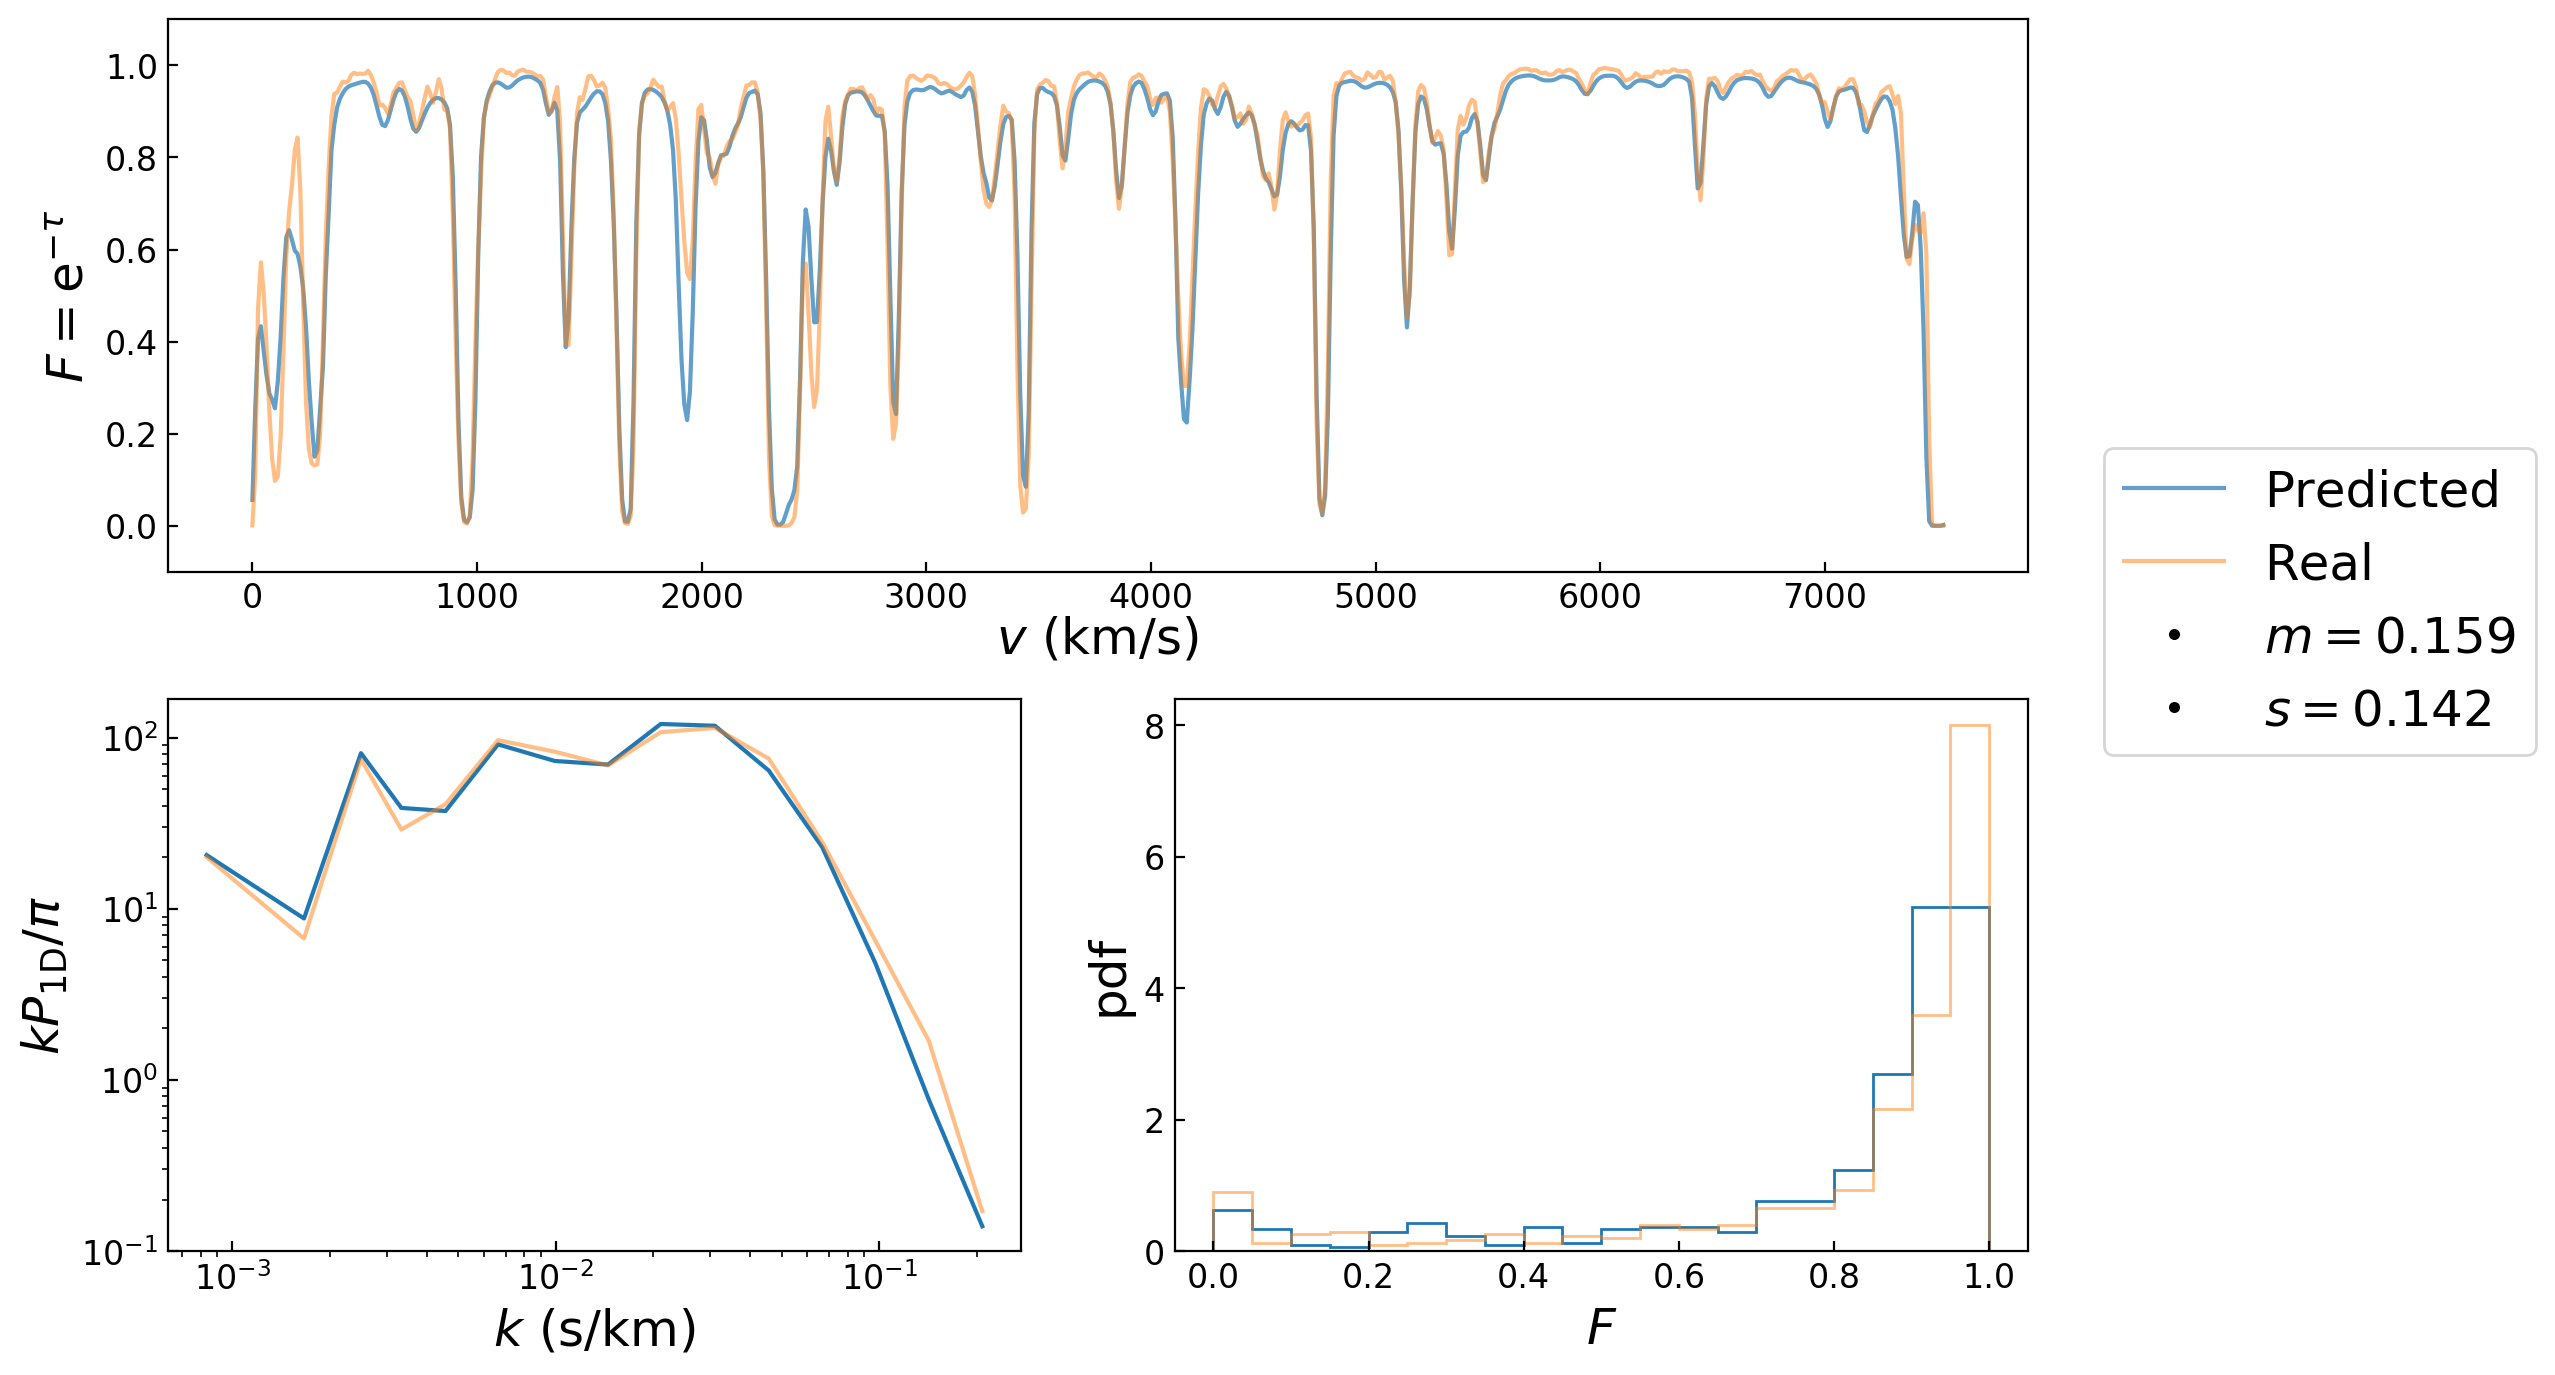 1.0
0.8
0.6
0.4
0.2
0.0
F = e^{-τ}
0 1000 2000 3000 4000 5000 6000 7000
v (km/s)
Predicted
Real
m = 0.159
s = 0.142
10^2
10^1
10^0
10^{-1}
kP_{1D}/π
10^{-3} 10^{-2} 10^{-1}
k (s/km)
8
6
4
2
0
pdf
0.0 0.2 0.4 0.6 0.8 1.0
F